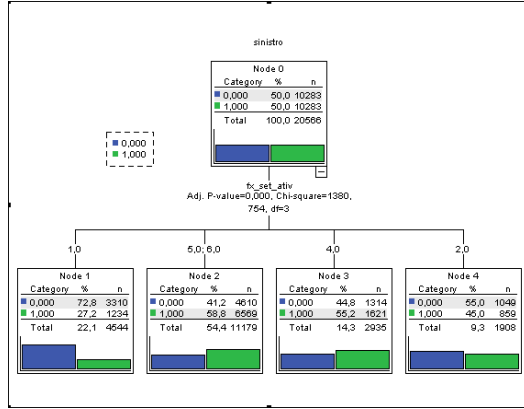 sinistro
Node 0
Category % n
0,000 50,0 10283
1,000 50,0 10283
Total 100,0 20566
0,000
1,000
fx_set_ativ
Adj. P-value=0,000, Chi-square=1380,
754, df=3
1,0
5,0; 6,0
4,0
2,0
Node 1
Category % n
0,000 72,8 3310
1,000 27,2 1234
Total 22,1 4544
Node 2
Category % n
0,000 41,2 4610
1,000 58,8 6569
Total 54,4 11179
Node 3
Category % n
0,000 44,8 1314
1,000 55,2 1621
Total 14,3 2935
Node 4
Category % n
0,000 55,0 1049
1,000 45,0 859
Total 9,3 1908